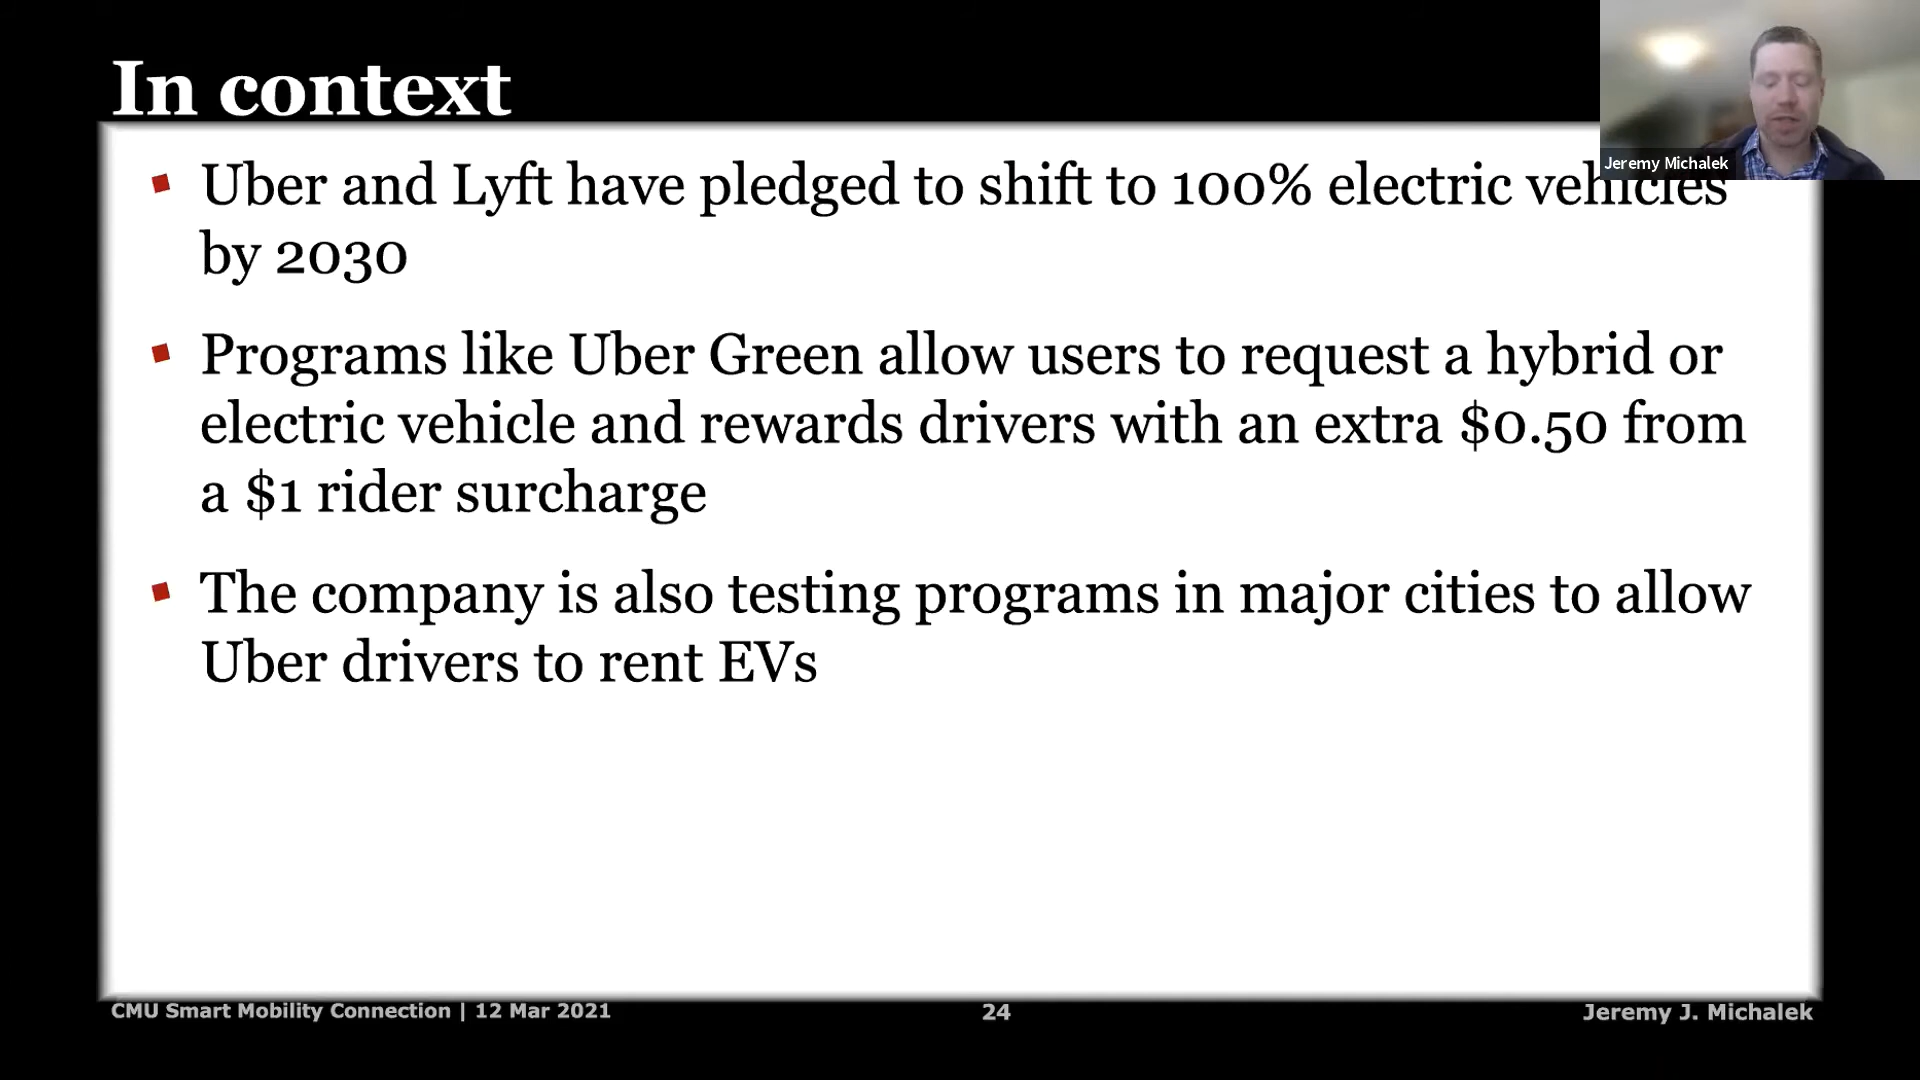 In context
Jeremy Michalek
Uber and Lyft have pledged to shift to 100% electric vehicles
by 2030
Programs like Uber Green allow users to request a hybrid or
electric vehicle and rewards drivers with an extra $0.50 from
a $1 rider surcharge
The company is also testing programs in major cities to allow
Uber drivers to rent EVs
CMU Smart Mobility Connection | 12 Mar 2021
24
Jeremy J. Michalek